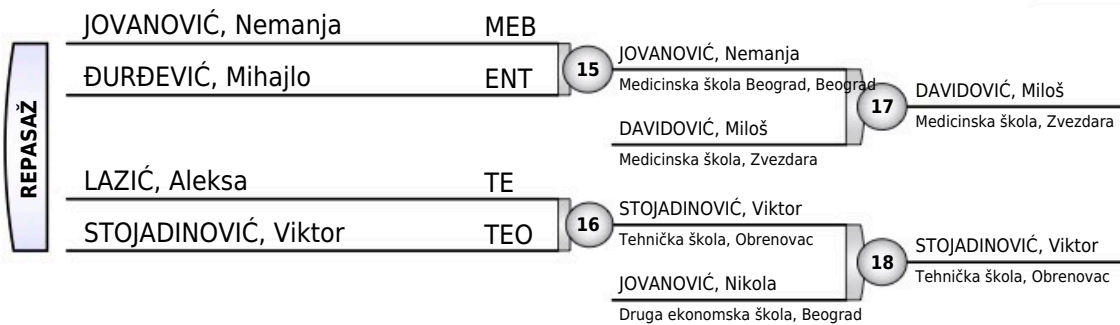 REPASAŽ
JOVANOVIĆ, Nemanja MEB
ĐURĐEVIĆ, Mihajlo ENT
LAZIĆ, Aleksa TE
STOJADINOVIĆ, Viktor TEO
15
JOVANOVIĆ, Nemanja
Medicinska škola Beograd, Beograd
DAVIDOVIĆ, Miloš
Medicinska škola, Zvezdara
16
STOJADINOVIĆ, Viktor
Tehnička škola, Obrenovac
JOVANOVIĆ, Nikola
Druga ekonomska škola, Beograd
17
DAVIDOVIĆ, Miloš
Medicinska škola, Zvezdara
18
STOJADINOVIĆ, Viktor
Tehnička škola, Obrenovac